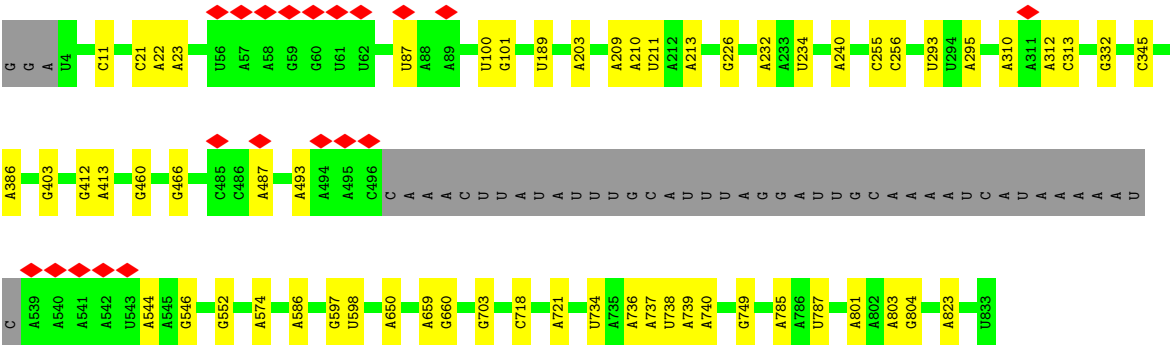 G G A U4 C11 C21 A22 A23 U56 A57 A58 G59 G60 U61 U62 U87 A88 A89 U100 G101 U189 A203 A209 A210 U211 A212 A213 G226 A232 A233 U234 A240 C255 C256 U293 U294 A295 A310 A311 A312 C313 G332 C345
A386 G403 G412 A413 G460 G466 C485 C486 A487 A493 A494 A495 C496 C A A A C U U A U A U U U G C A U U U A G G A U U G C A A A A U C A U A A A A A U
C A539 A540 A541 A542 U543 A544 A545 G546 G552 A574 A586 G597 U598 A650 A659 G660 G703 C718 A721 U734 A735 A736 A737 U738 A739 A740 G749 A785 A786 U787 A801 A802 A803 G804 A823 U833